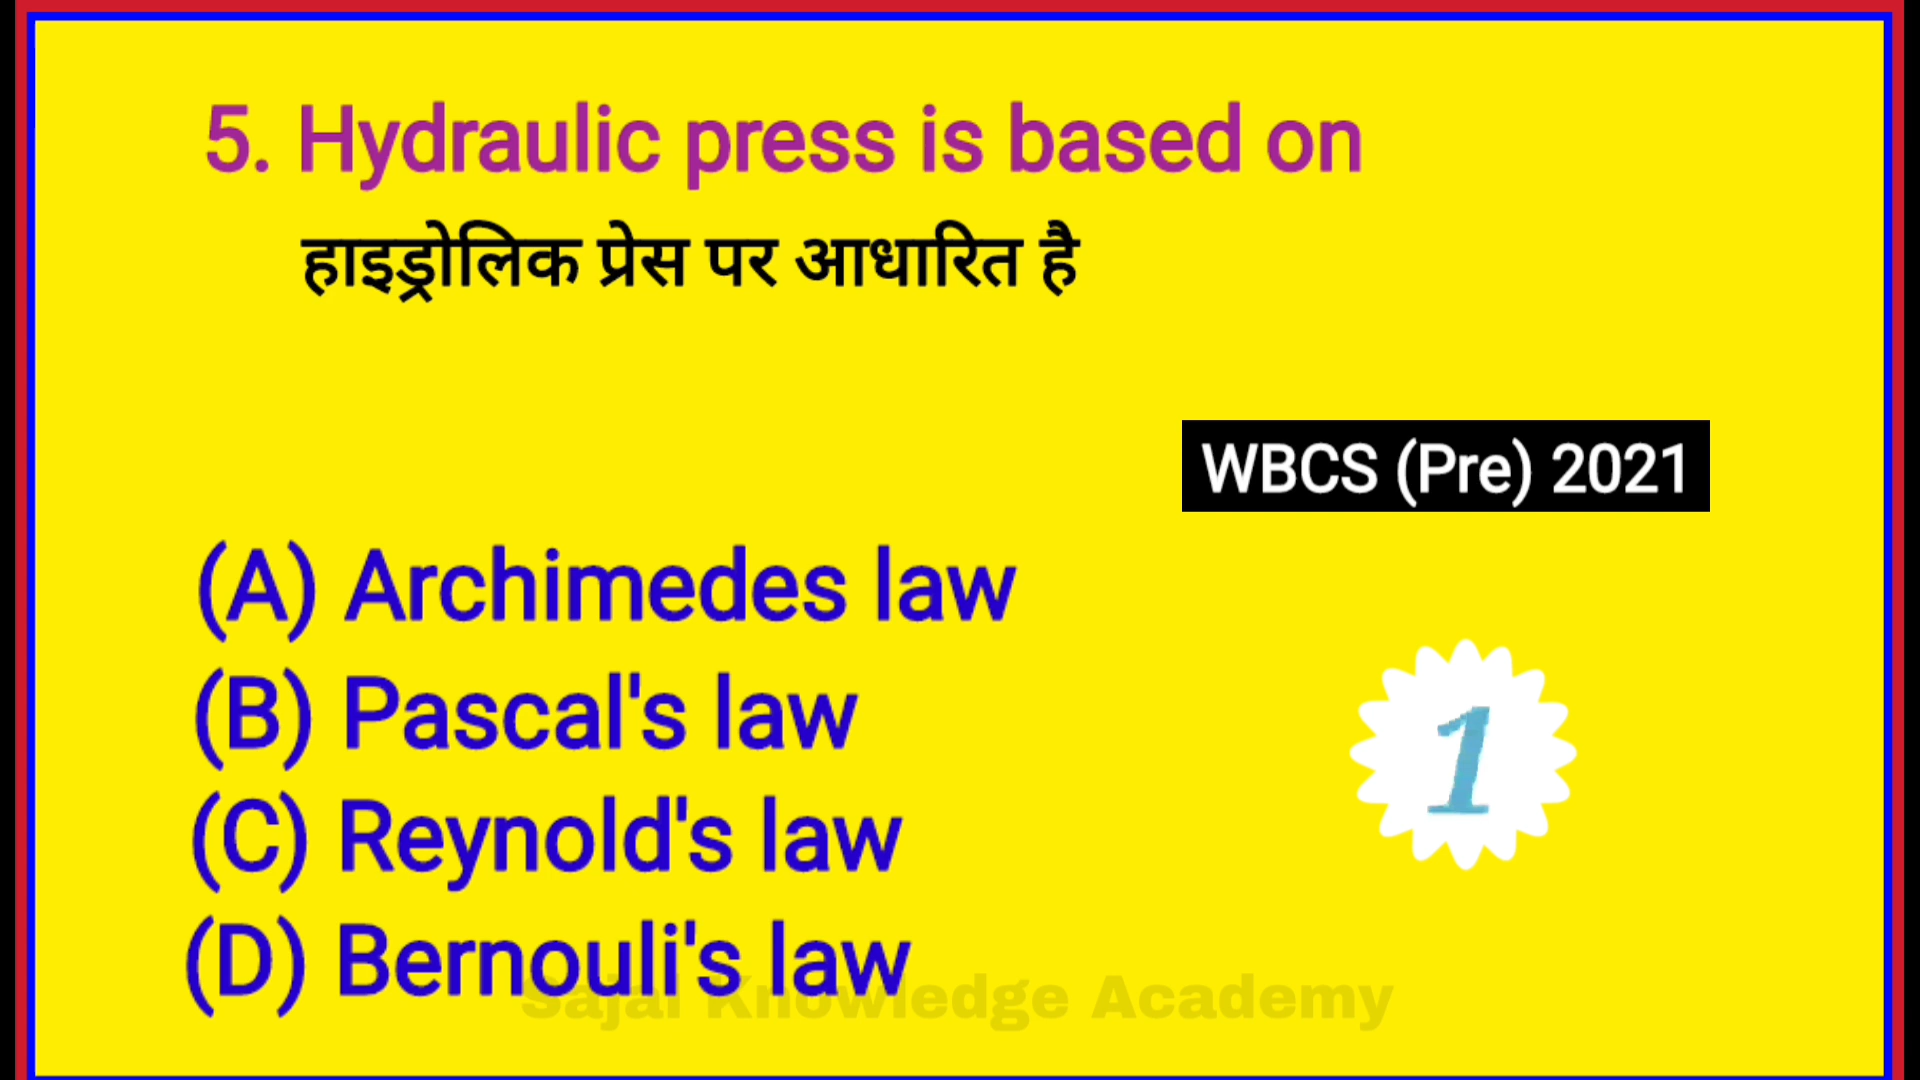 5. Hydraulic press is based on
हाइड्रोलिक प्रेस पर आधारित है
WBCS (Pre) 2021
(A) Archimedes law
(B) Pascal's law
1
(C) Reynold's law
(D) Bernouli's law
Sajal Knowledge Academy